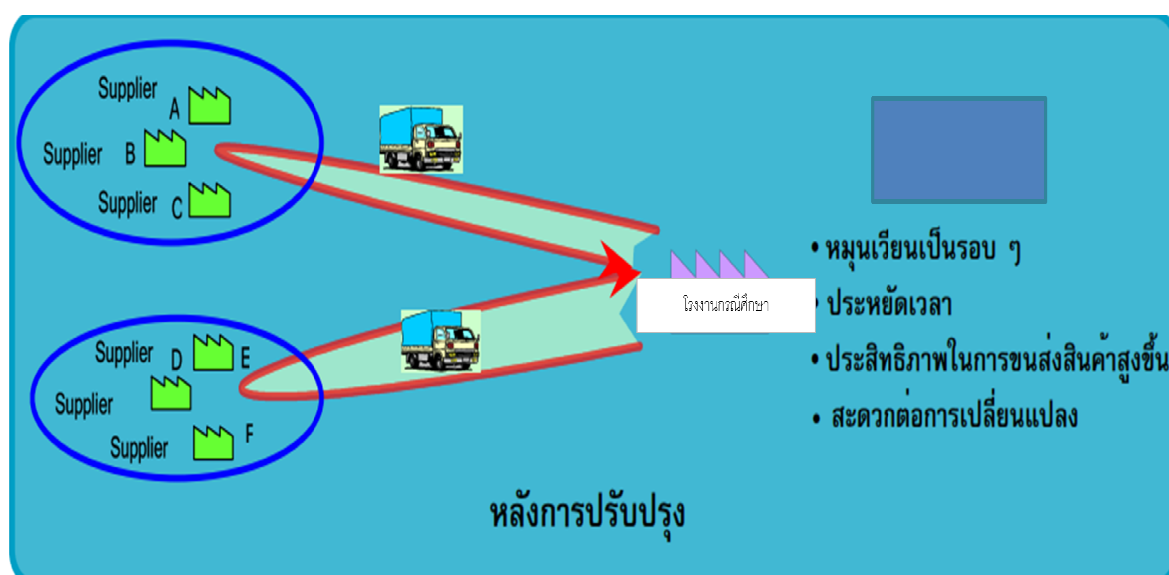 Supplier A
Supplier B
Supplier C
Supplier D E
Supplier
Supplier F
โรงงานกรณีศึกษา
• หมุนเวียนเป็นรอบ ๆ
• ประหยัดเวลา
• ประสิทธิภาพในการขนส่งสินค้าสูงขึ้น
• สะดวกต่อการเปลี่ยนแปลง
หลังการปรับปรุง